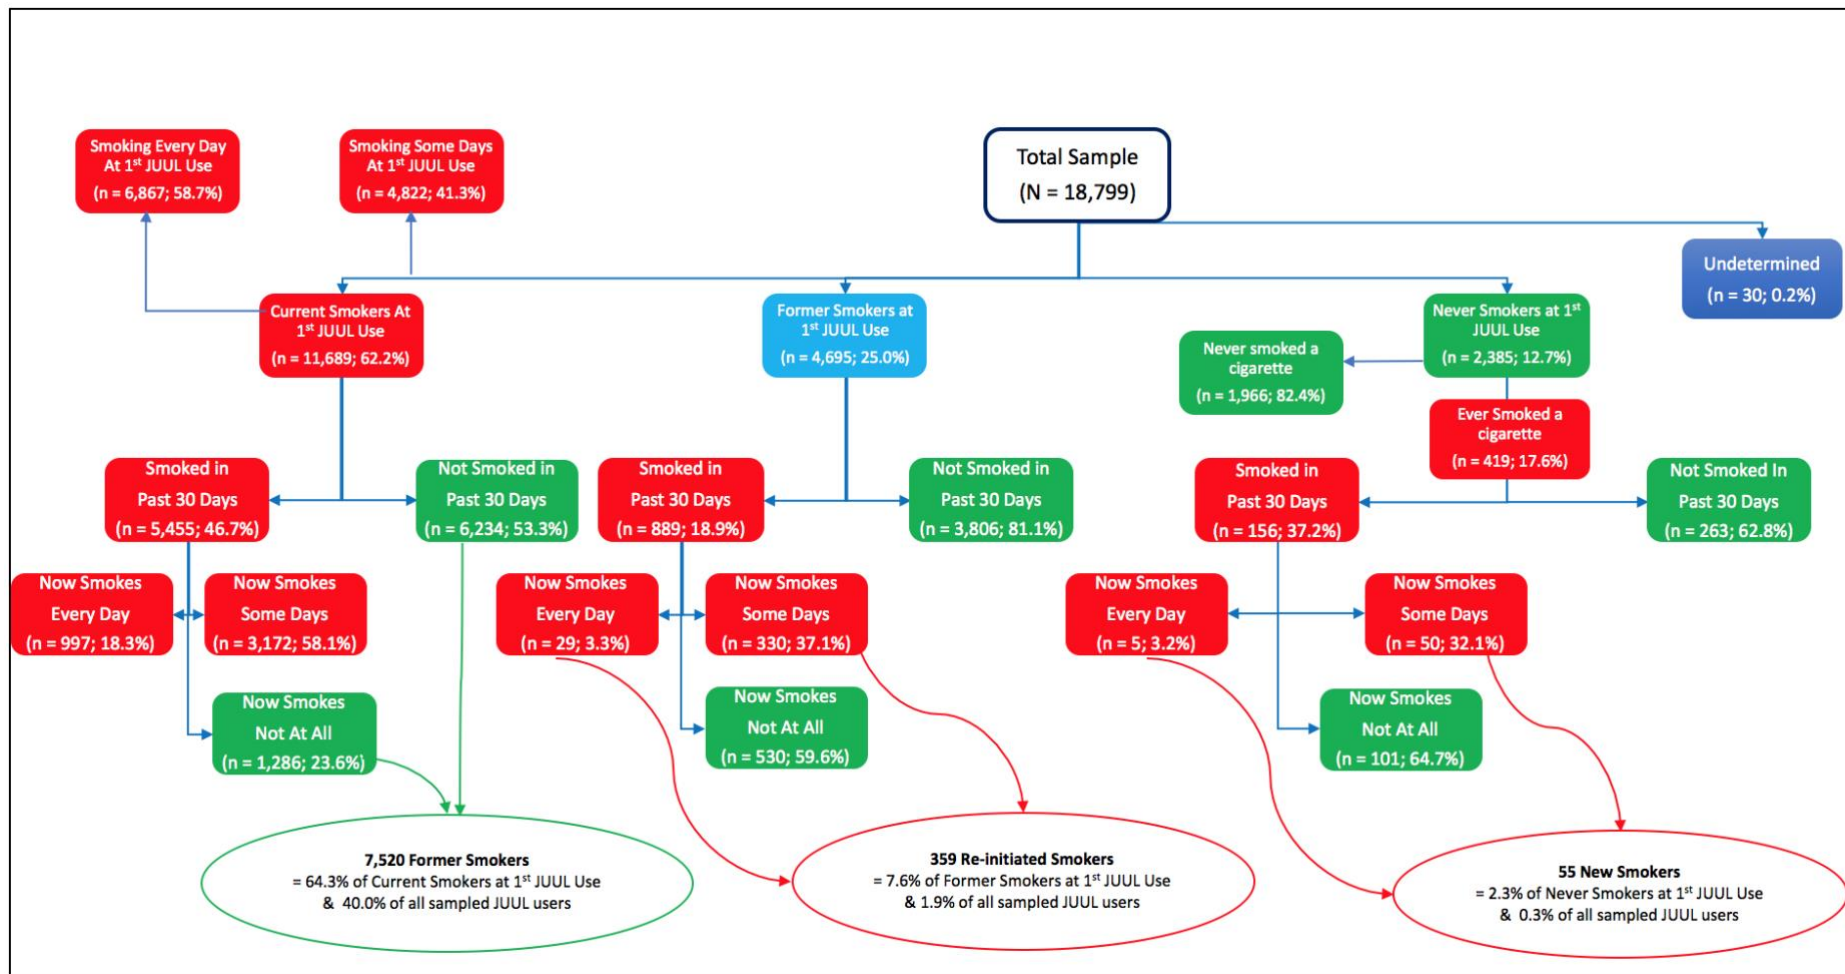 Total Sample
(N = 18,799)
Smoking Every Day
At 1st JUUL Use
(n = 6,867; 58.7%)
Smoking Some Days
At 1st JUUL Use
(n = 4,822; 41.3%)
Undetermined
(n = 30; 0.2%)
Current Smokers At
1st JUUL Use
(n = 11,689; 62.2%)
Former Smokers at
1st JUUL Use
(n = 4,695; 25.0%)
Never Smokers at 1st
JUUL Use
(n = 2,385; 12.7%)
Never smoked a
cigarette
(n = 1,966; 82.4%)
Ever Smoked a
cigarette
(n = 419; 17.6%)
Smoked in
Past 30 Days
(n = 5,455; 46.7%)
Not Smoked in
Past 30 Days
(n = 6,234; 53.3%)
Smoked in
Past 30 Days
(n = 889; 18.9%)
Not Smoked in
Past 30 Days
(n = 3,806; 81.1%)
Smoked in
Past 30 Days
(n = 156; 37.2%)
Not Smoked In
Past 30 Days
(n = 263; 62.8%)
Now Smokes
Every Day
(n = 997; 18.3%)
Now Smokes
Some Days
(n = 3,172; 58.1%)
Now Smokes
Every Day
(n = 29; 3.3%)
Now Smokes
Some Days
(n = 330; 37.1%)
Now Smokes
Every Day
(n = 5; 3.2%)
Now Smokes
Some Days
(n = 50; 32.1%)
Now Smokes
Not At All
(n = 1,286; 23.6%)
Now Smokes
Not At All
(n = 530; 59.6%)
Now Smokes
Not At All
(n = 101; 64.7%)
7,520 Former Smokers
= 64.3% of Current Smokers at 1st JUUL Use
& 40.0% of all sampled JUUL users
359 Re-initiated Smokers
= 7.6% of Former Smokers at 1st JUUL Use
& 1.9% of all sampled JUUL users
55 New Smokers
= 2.3% of Never Smokers at 1st JUUL Use
& 0.3% of all sampled JUUL users